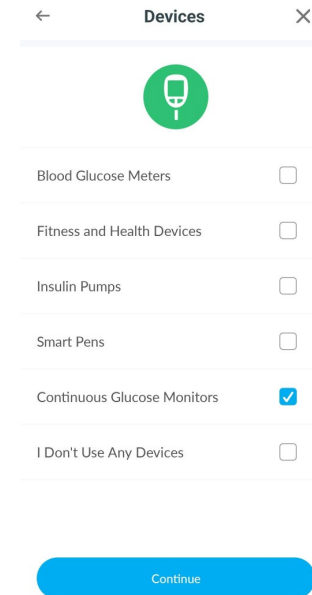 Devices
Blood Glucose Meters
Fitness and Health Devices
Insulin Pumps
Smart Pens
Continuous Glucose Monitors
I Don't Use Any Devices
Continue